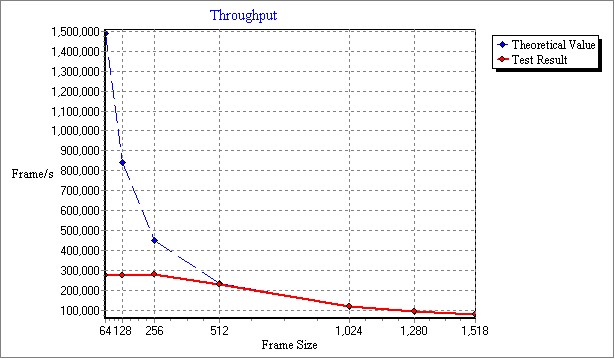 Throughput
1,500,000
1,400,000
1,300,000
1,200,000
1,100,000
1,000,000
900,000
800,000
700,000
600,000
500,000
400,000
300,000
200,000
100,000
Frame/s
64 128 256 512 1,024 1,280 1,518
Frame Size
Theoretical Value
Test Result